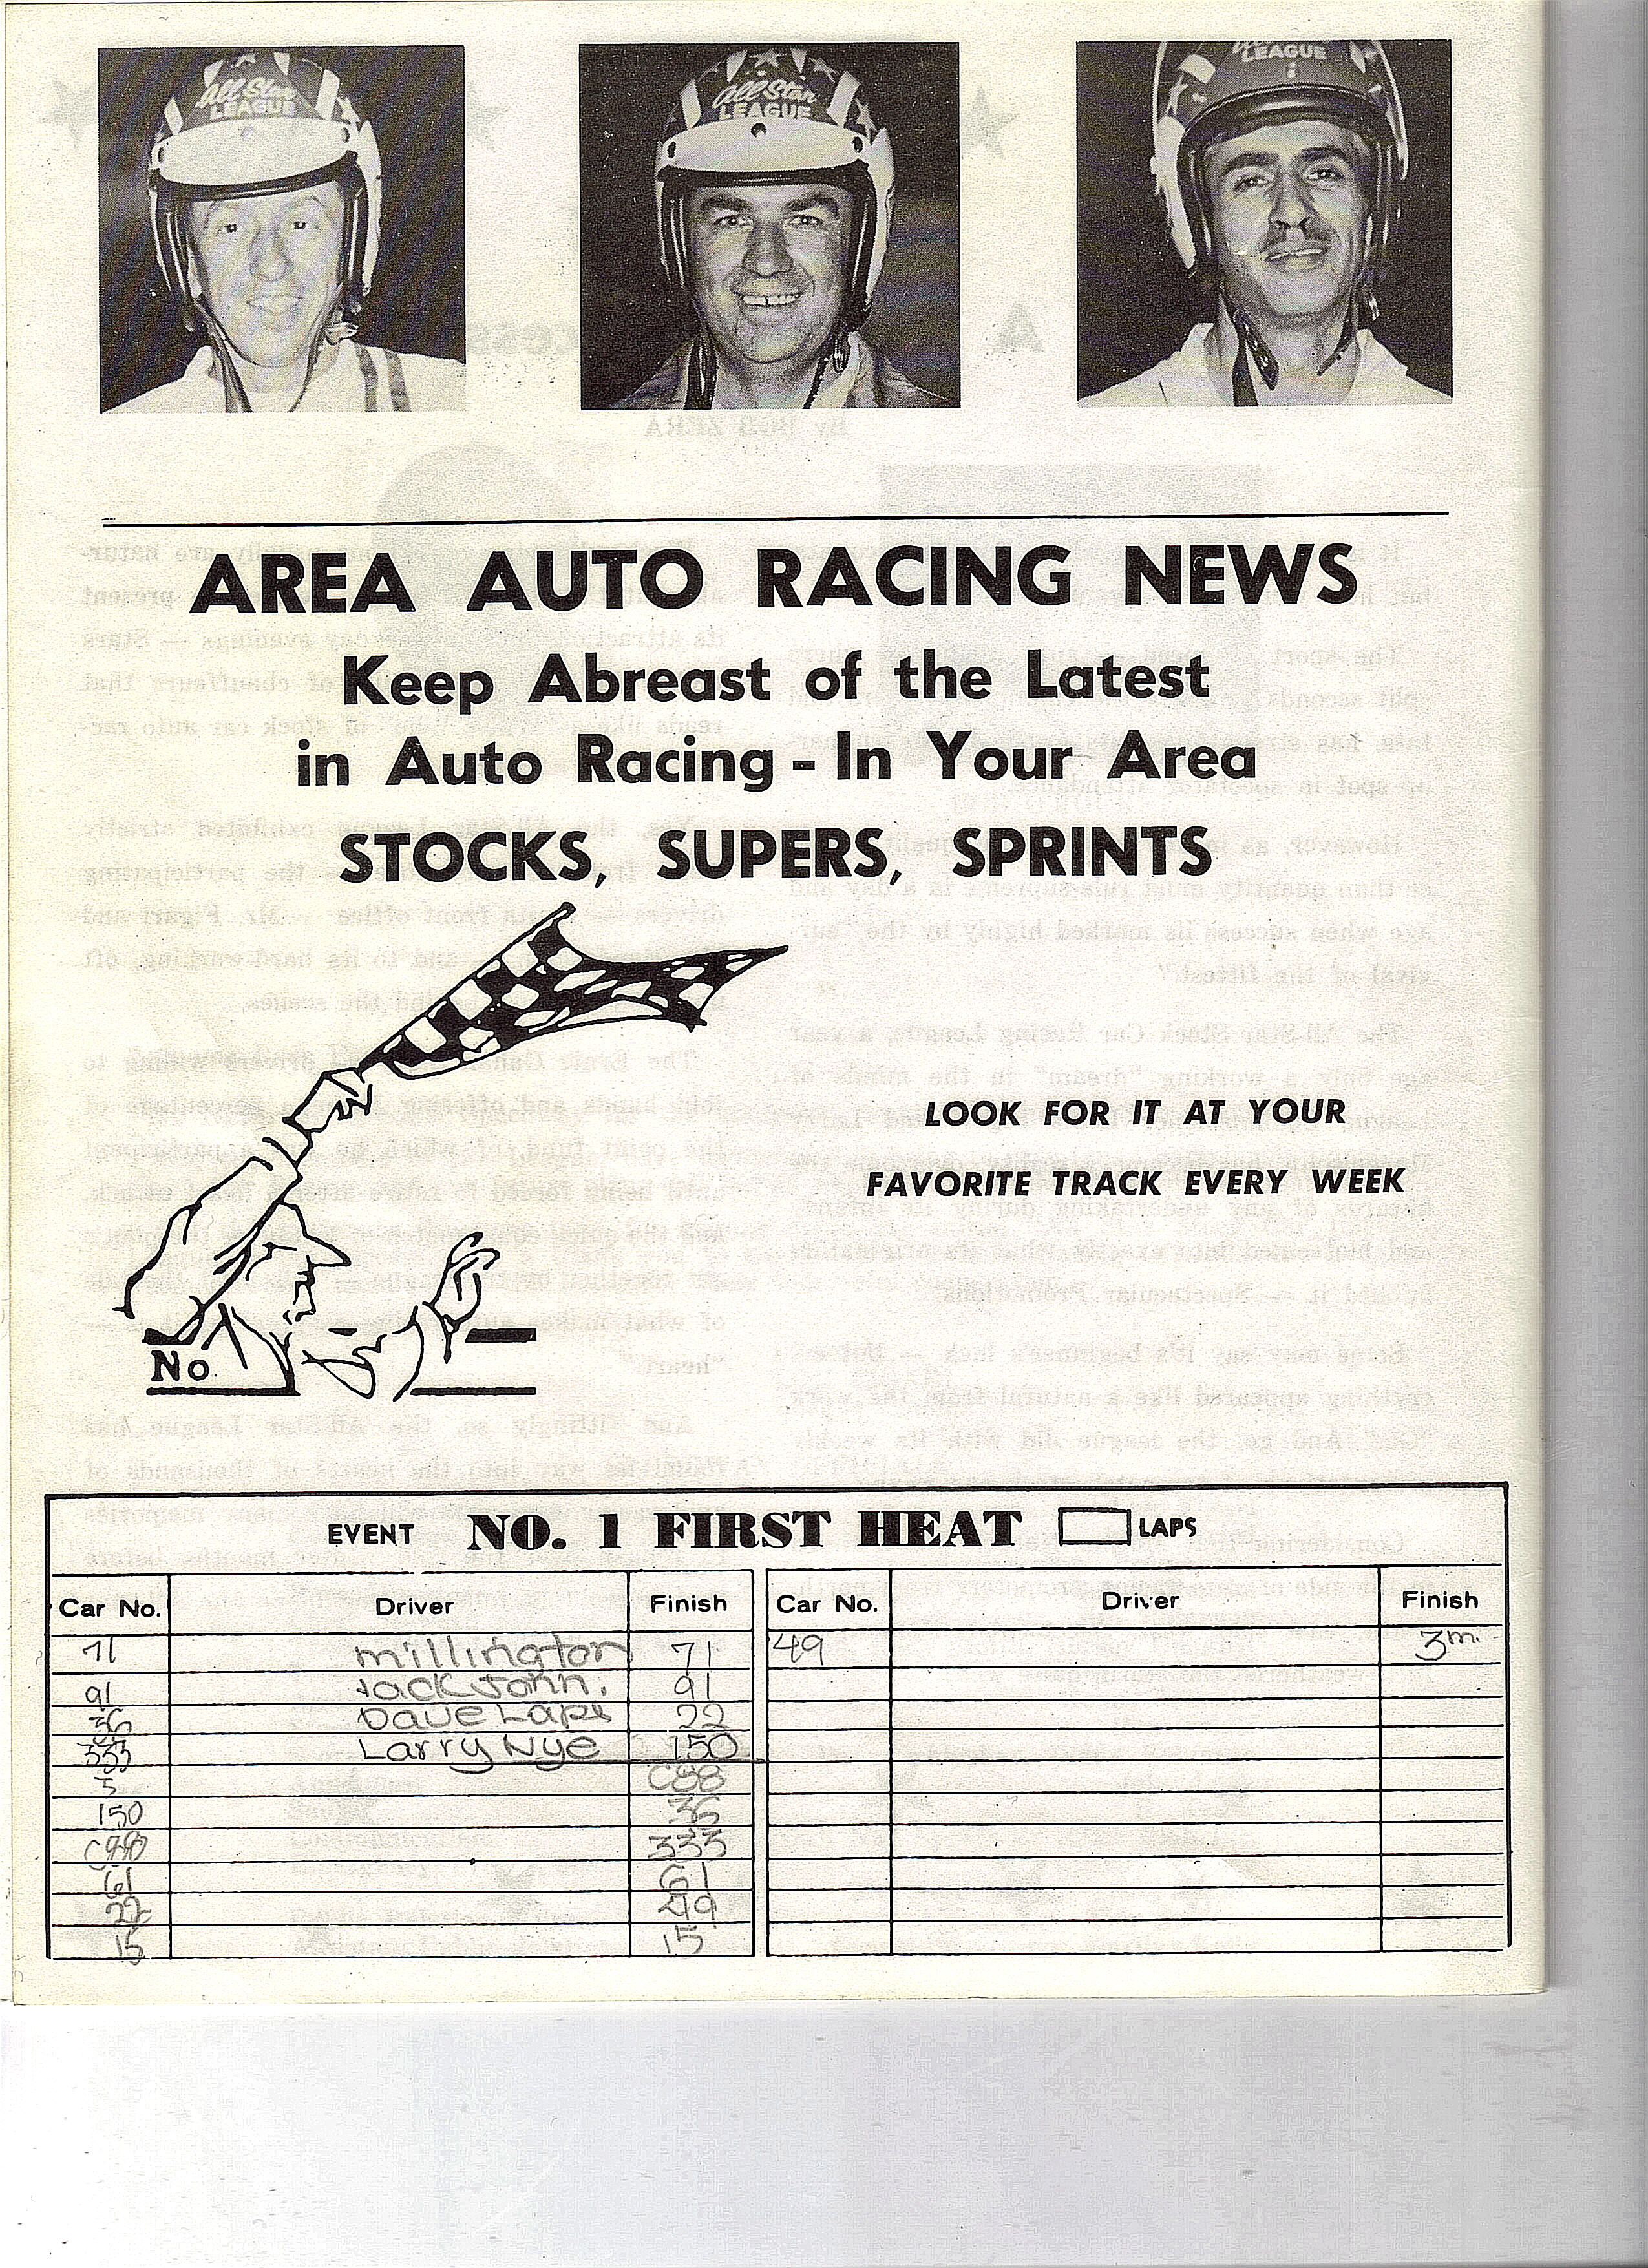 All Star
LEAGUE
All Star
LEAGUE
LEAGUE
AREA AUTO RACING NEWS
Keep Abreast of the Latest
in Auto Racing - In Your Area
STOCKS, SUPERS, SPRINTS
LOOK FOR IT AT YOUR
FAVORITE TRACK EVERY WEEK
No.
EVENT NO. 1 FIRST HEAT LAPS
Car No. Driver Finish Car No. Driver Finish
71 millington 71 49 3m.
91 Jack John. 91
36 Dave Lape 22
333 Larry Nye 150
5 C88
150 36
333
61 61
22 49
15 15